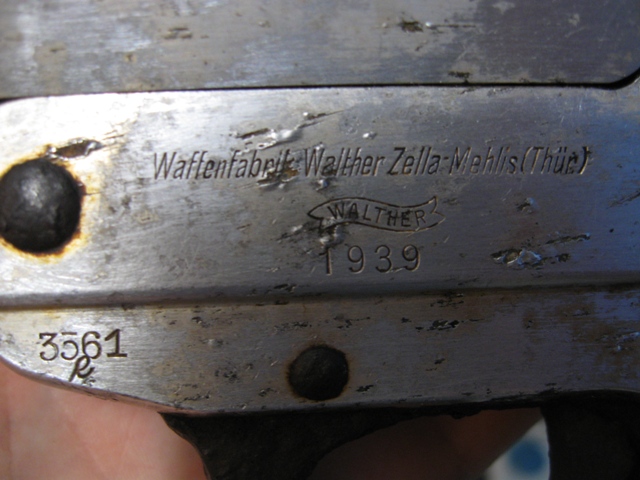 Waffenfabrik Walther Zella-Mehlis (Thür.)
WALTHER
1939
3561